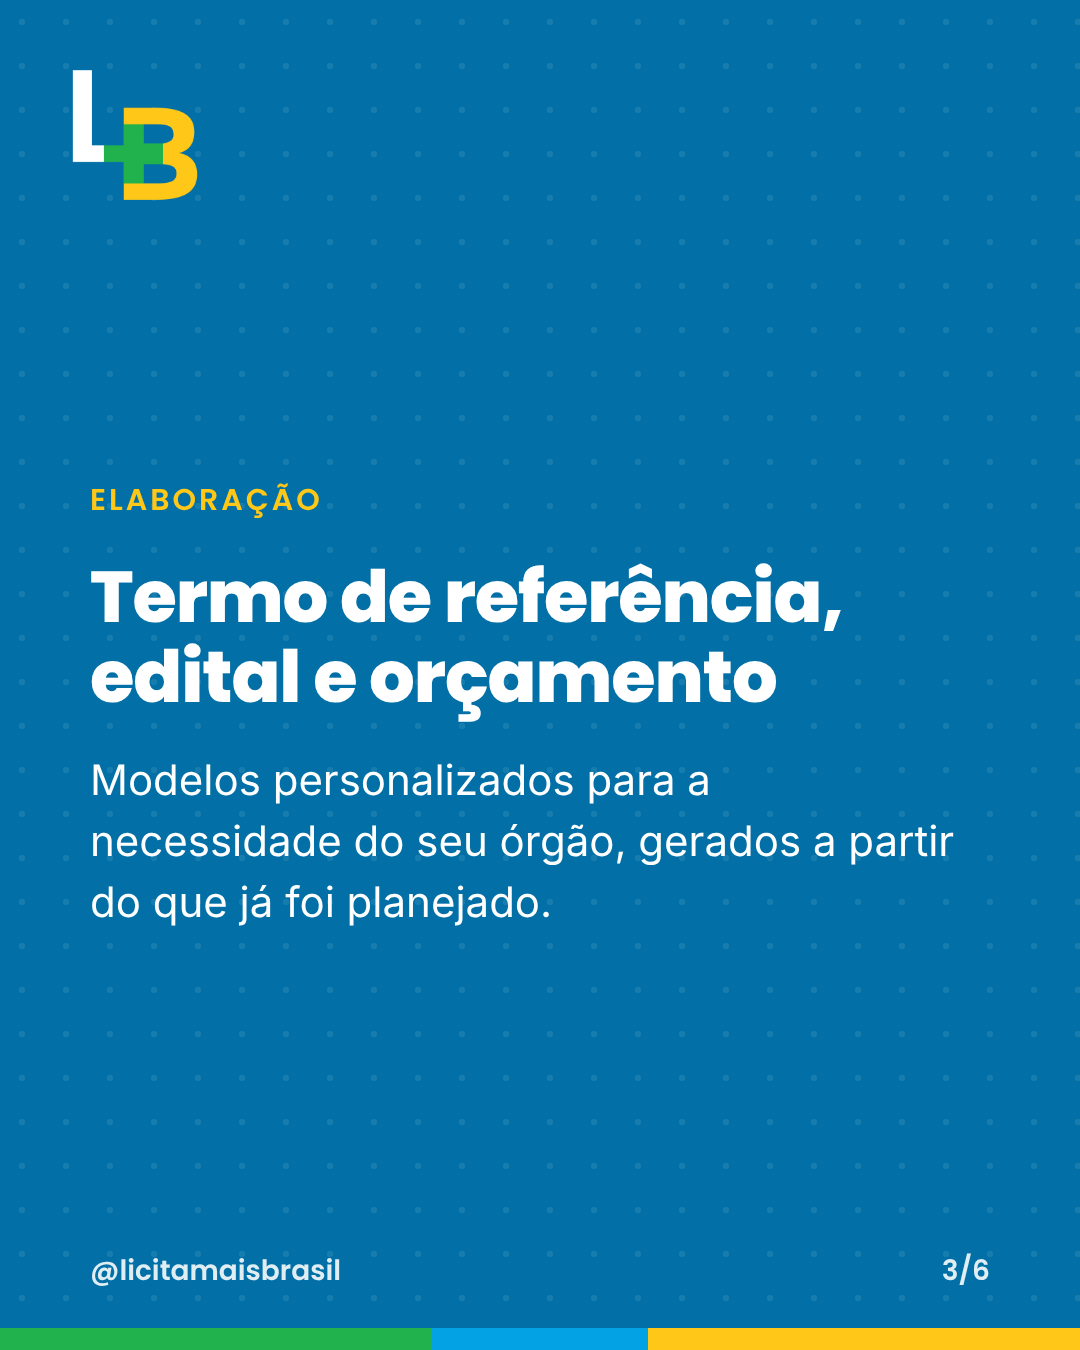 L+B
ELABORAÇÃO
Termo de referência,
edital e orçamento
Modelos personalizados para a
necessidade do seu órgão, gerados a partir
do que já foi planejado.
@licitamaisbrasil
3/6